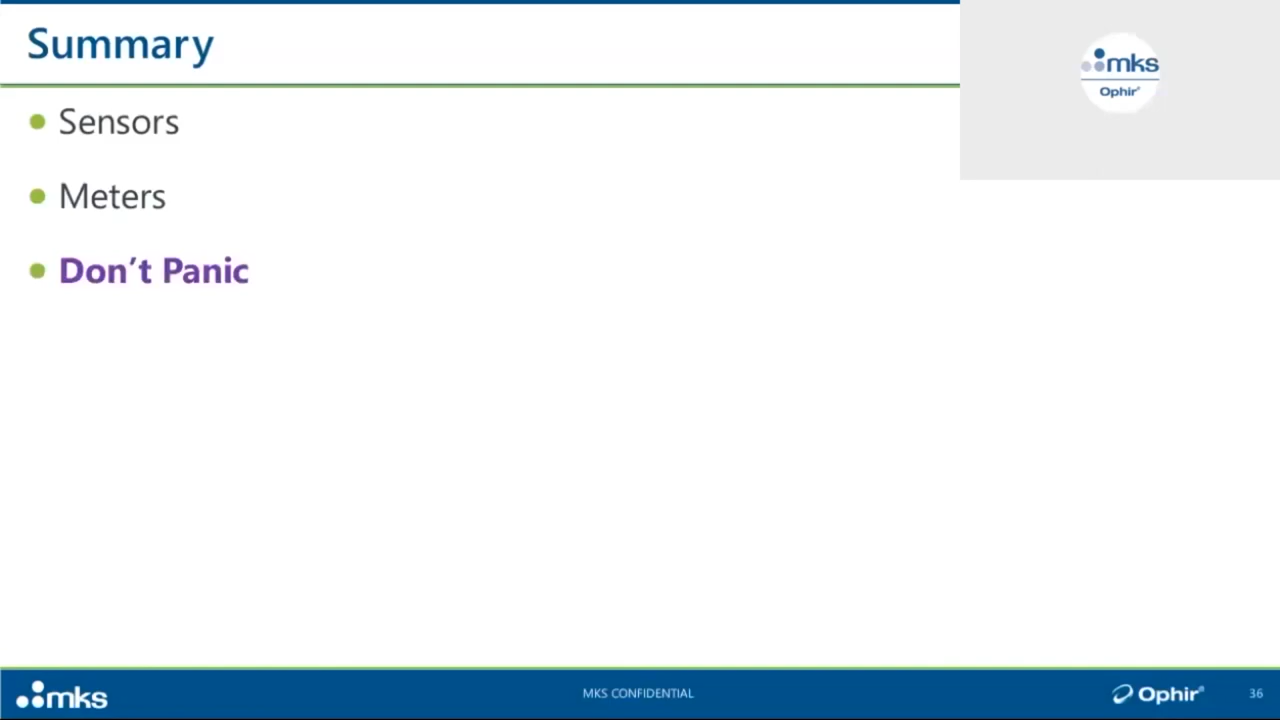 Summary
mks
Ophir®
Sensors
Meters
Don’t Panic
mks
MKS CONFIDENTIAL
Ophir®
36